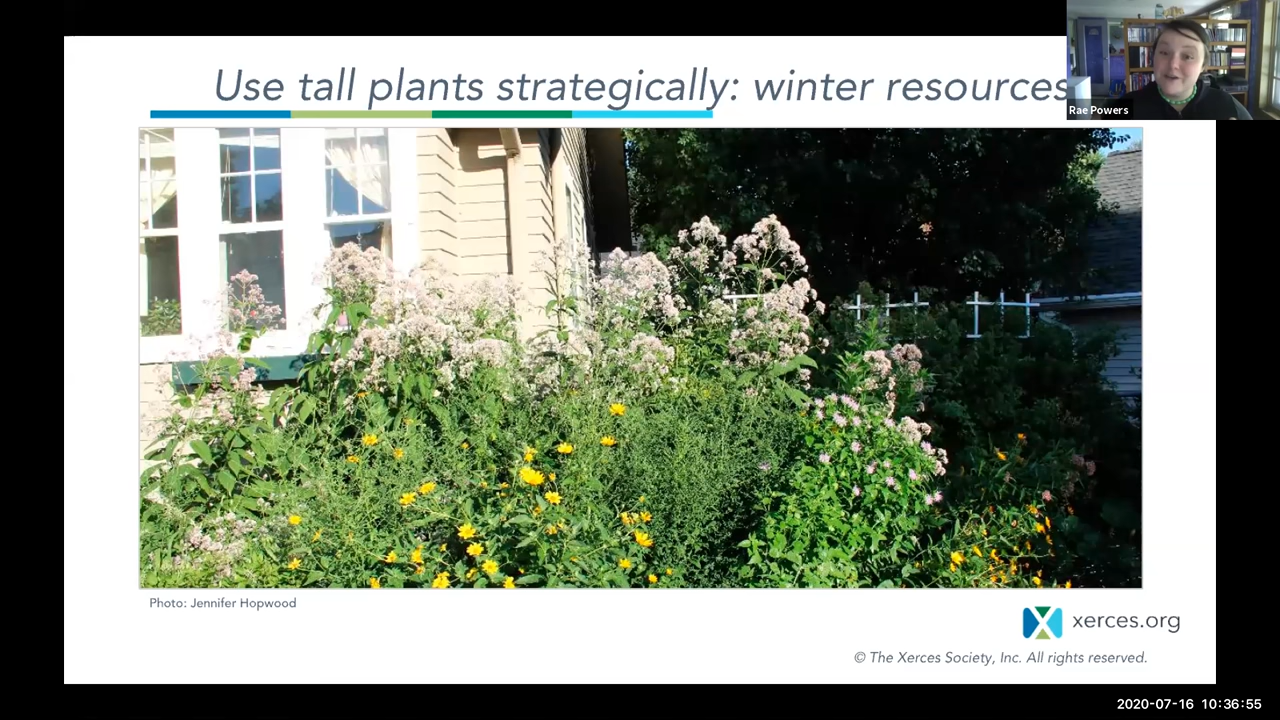 Use tall plants strategically: winter resources
Rae Powers
Photo: Jennifer Hopwood
xerces.org
© The Xerces Society, Inc. All rights reserved.
2020-07-16 10:36:55